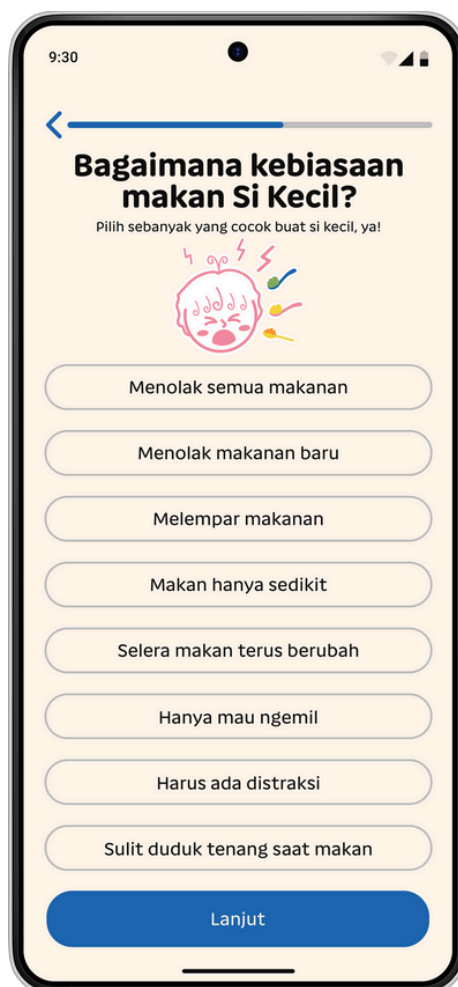 9:30
Bagaimana kebiasaan
makan Si Kecil?
Pilih sebanyak yang cocok buat si kecil, ya!
Menolak semua makanan
Menolak makanan baru
Melempar makanan
Makan hanya sedikit
Selera makan terus berubah
Hanya mau ngemil
Harus ada distraksi
Sulit duduk tenang saat makan
Lanjut